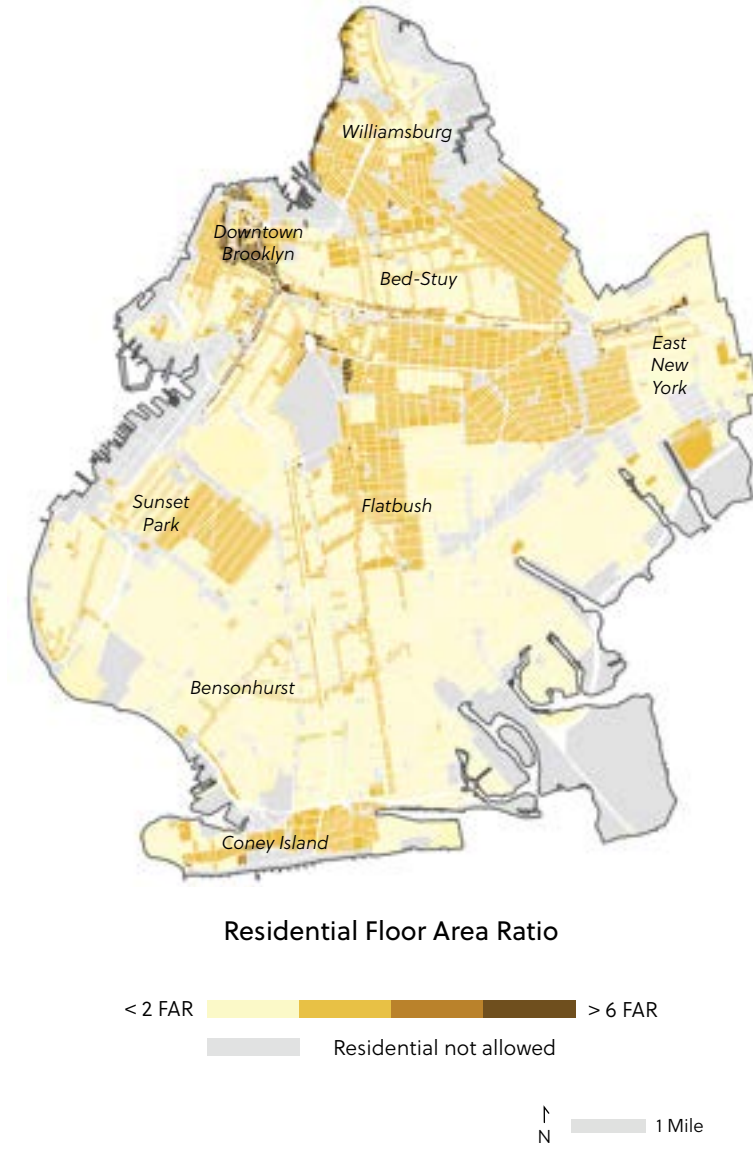 Williamsburg
Downtown
Brooklyn
Bed-Stuy
East
New
York
Sunset
Park
Flatbush
Bensonhurst
Coney Island
Residential Floor Area Ratio
< 2 FAR > 6 FAR
Residential not allowed
N 1 Mile